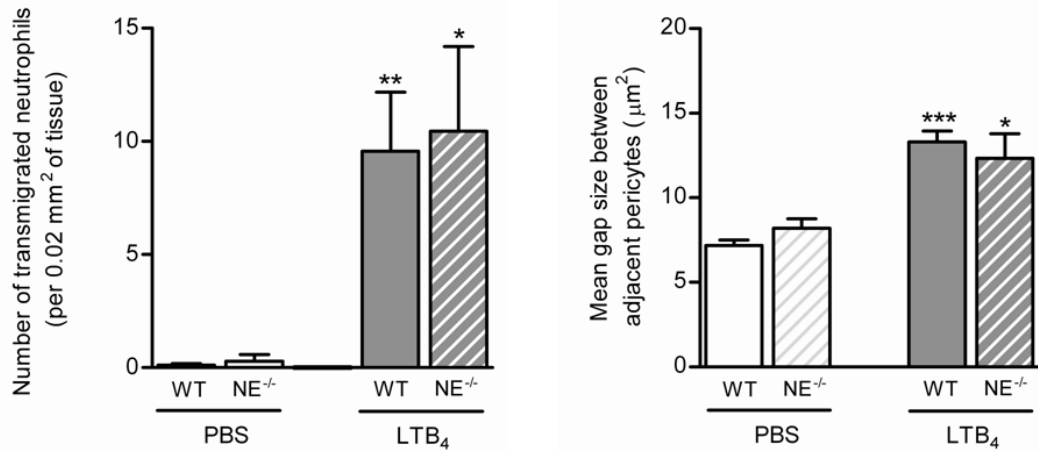 Number of transmigrated neutrophils
(per 0.02 mm² of tissue)
15
10
5
0
**
*
WT NE⁻/⁻ WT NE⁻/⁻
PBS LTB₄
Mean gap size between
adjacent pericytes (μm²)
20
15
10
5
0
***
*
WT NE⁻/⁻ WT NE⁻/⁻
PBS LTB₄